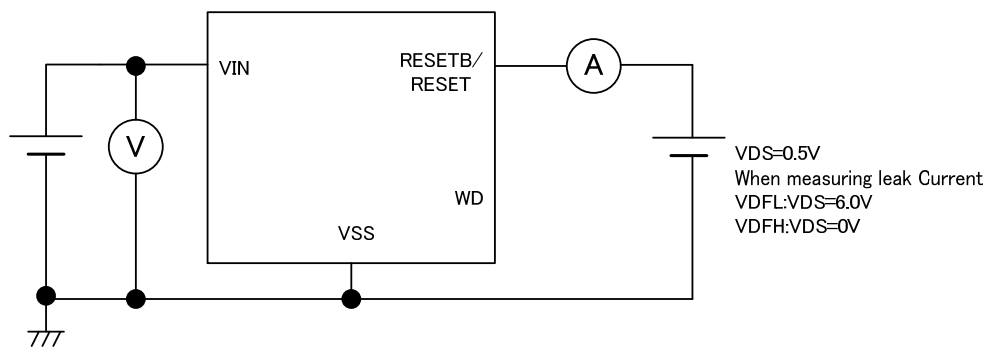 VIN
RESETB/
RESET
A
V
VDS=0.5V
When measuring leak Current
VDFL:VDS=6.0V
VDFH:VDS=0V
WD
VSS